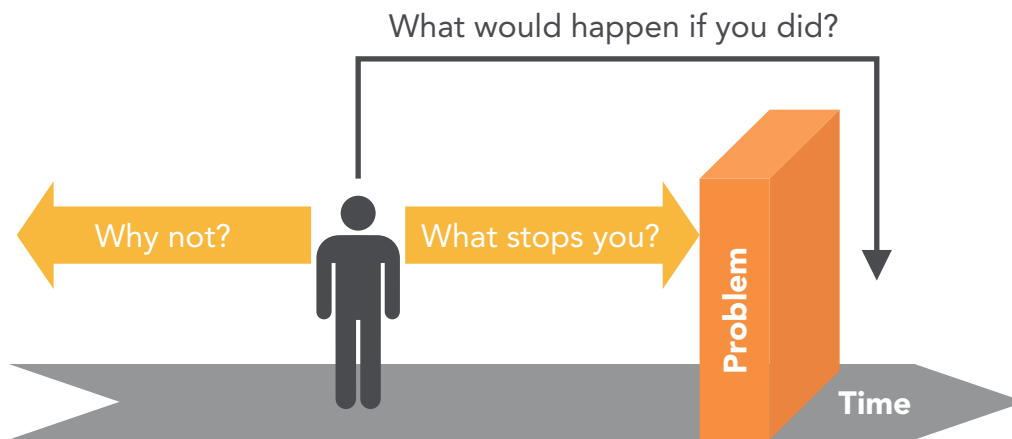 What would happen if you did?
Why not?
What stops you?
Problem
Time